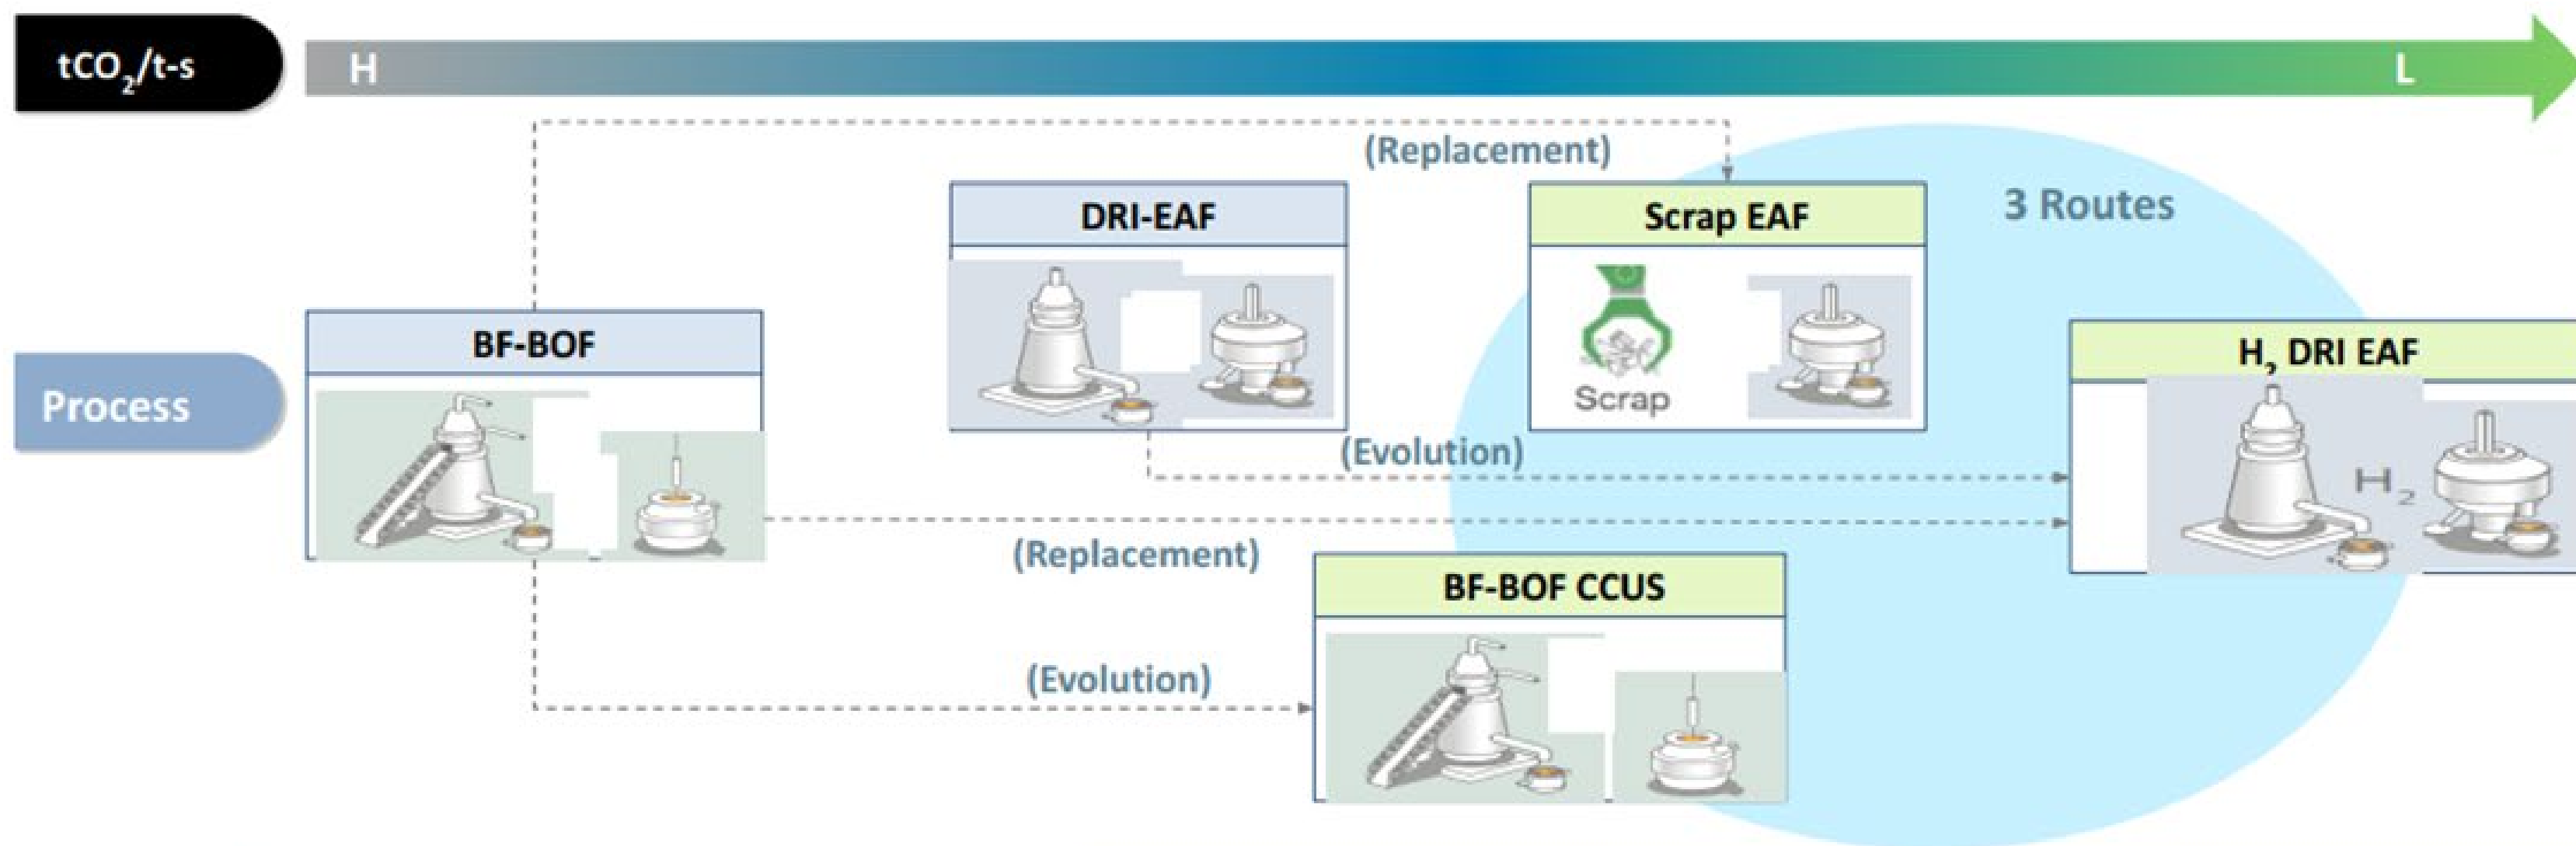 tCO₂/t-s
H
L
(Replacement)
3 Routes
DRI-EAF
Scrap EAF
BF-BOF
H₂ DRI EAF
Scrap
Process
(Evolution)
H₂
(Replacement)
BF-BOF CCUS
(Evolution)